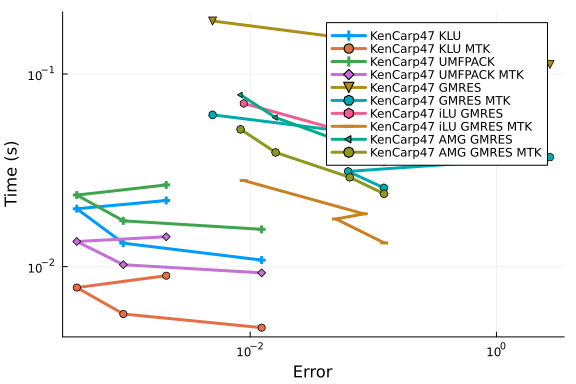 10⁻¹
10⁻²
Time (s)
KenCarp47 KLU
KenCarp47 KLU MTK
KenCarp47 UMFPACK
KenCarp47 UMFPACK MTK
KenCarp47 GMRES
KenCarp47 GMRES MTK
KenCarp47 iLU GMRES
KenCarp47 iLU GMRES MTK
KenCarp47 AMG GMRES
KenCarp47 AMG GMRES MTK
10⁻²
10⁰
Error